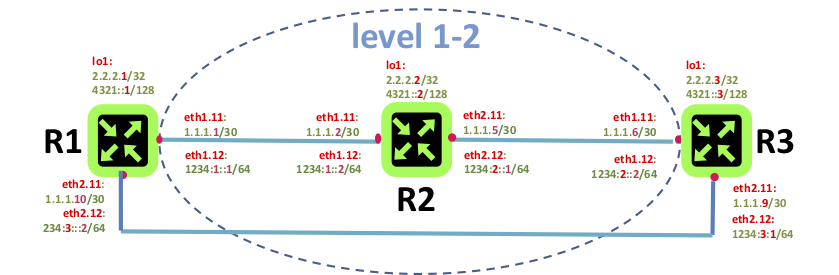 level 1-2
lo1:
2.2.2.1/32
4321::1/128
lo1:
2.2.2.2/32
4321::2/128
lo1:
2.2.2.3/32
4321::3/128
R1
eth1.11:
1.1.1.1/30
eth1.12:
1234:1::1/64
eth1.11:
1.1.1.2/30
eth1.12:
1234:1::2/64
R2
eth2.11:
1.1.1.5/30
eth2.12:
1234:2::1/64
eth1.11:
1.1.1.6/30
eth1.12:
1234:2::2/64
R3
eth2.11:
1.1.1.10/30
eth2.12:
234:3:::2/64
eth2.11:
1.1.1.9/30
eth2.12:
1234:3:1/64